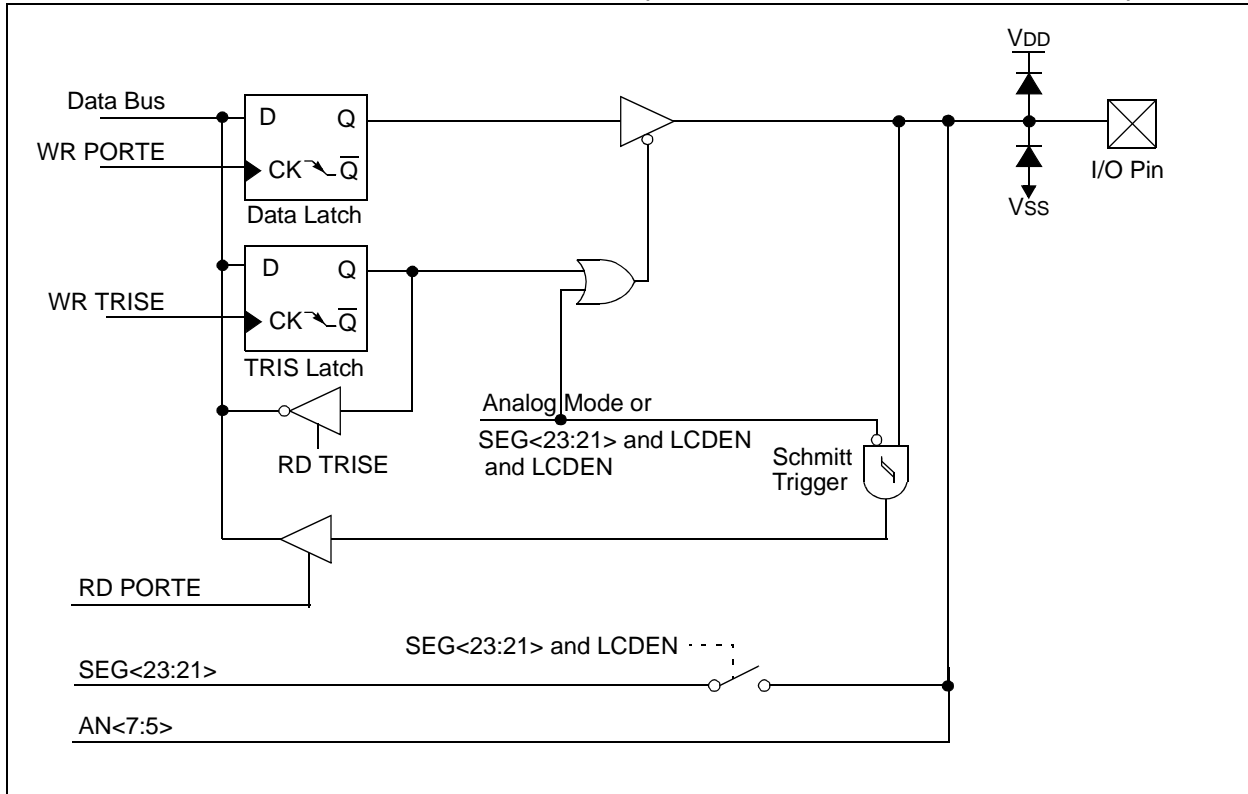 VDD
Data Bus
D Q
WR PORTE
CK Q
I/O Pin
Data Latch
VSS
D Q
WR TRISE
CK Q
TRIS Latch
Analog Mode or
SEG<23:21> and LCDEN
and LCDEN
RD TRISE
Schmitt
Trigger
RD PORTE
SEG<23:21> and LCDEN
SEG<23:21>
AN<7:5>